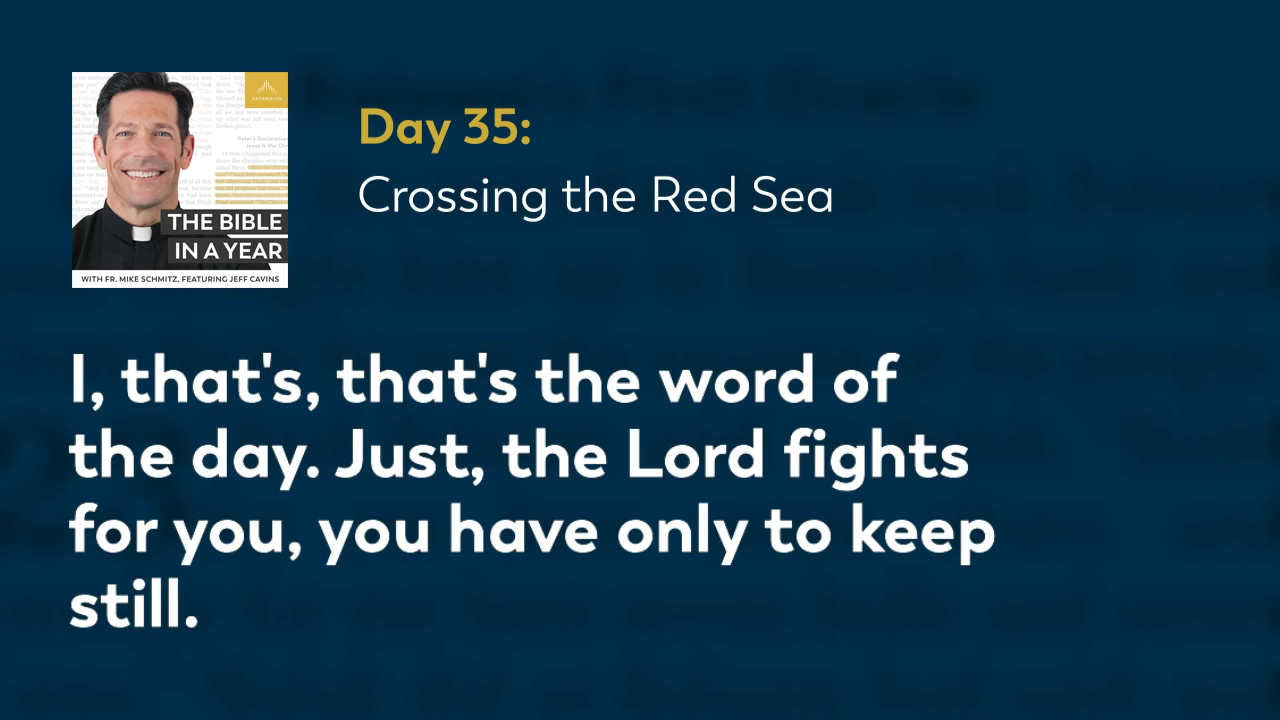 ASCENSION
THE BIBLE
IN A YEAR
WITH FR. MIKE SCHMITZ, FEATURING JEFF CAVINS
Day 35:
Crossing the Red Sea
I, that's, that's the word of
the day. Just, the Lord fights
for you, you have only to keep
still.